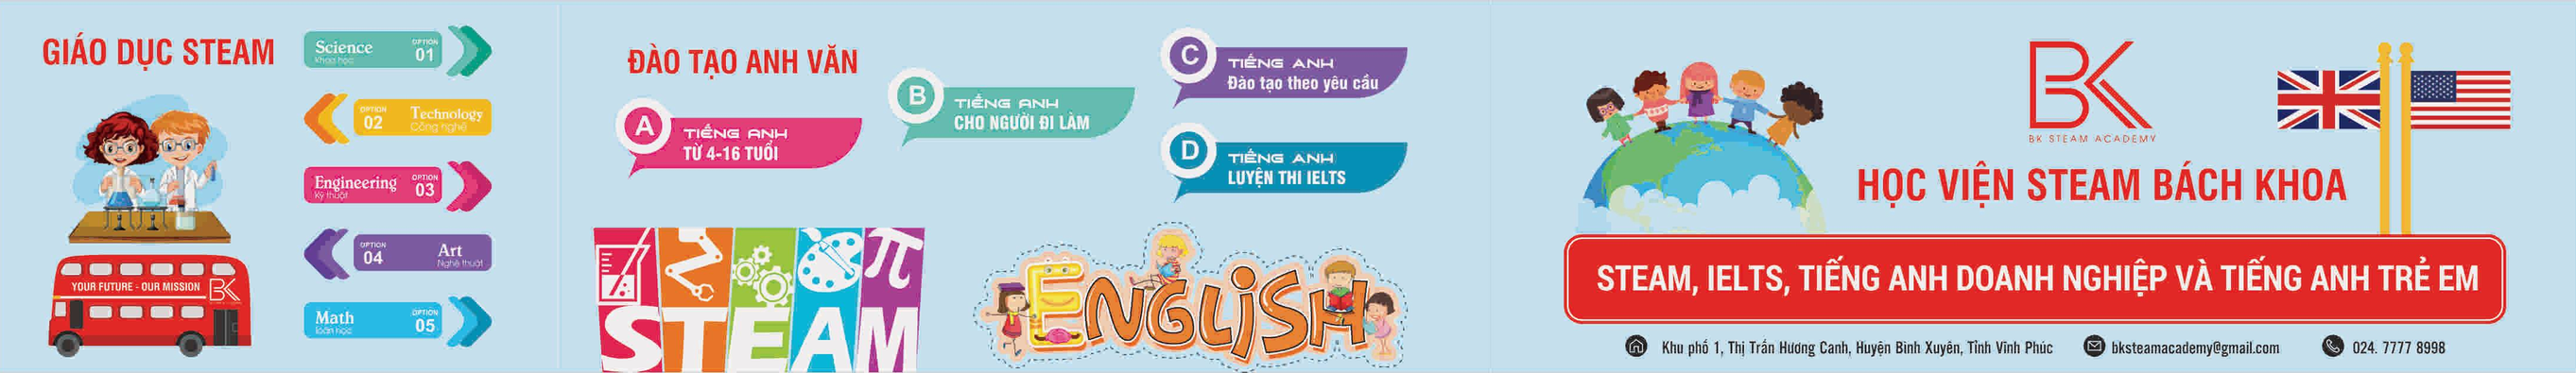 GIÁO DỤC STEAM
Science
Khoa học
OPTION
01
OPTION
02
Technology
Công nghệ
Engineering
Kỹ thuật
OPTION
03
OPTION
04
Art
Nghệ thuật
Math
Toán học
OPTION
05
YOUR FUTURE - OUR MISSION
BK
ĐÀO TẠO ANH VĂN
A
TIẾNG ANH
TỪ 4-16 TUỔI
B
TIẾNG ANH
CHO NGƯỜI ĐI LÀM
C
TIẾNG ANH
Đào tạo theo yêu cầu
D
TIẾNG ANH
LUYỆN THI IELTS
π
STEAM
ENGLISH
BK
BK STEAM ACADEMY
HỌC VIỆN STEAM BÁCH KHOA
STEAM, IELTS, TIẾNG ANH DOANH NGHIỆP VÀ TIẾNG ANH TRẺ EM
Khu phố 1, Thị Trấn Hương Canh, Huyện Bình Xuyên, Tỉnh Vĩnh Phúc
bksteamacademy@gmail.com
024. 7777 8998